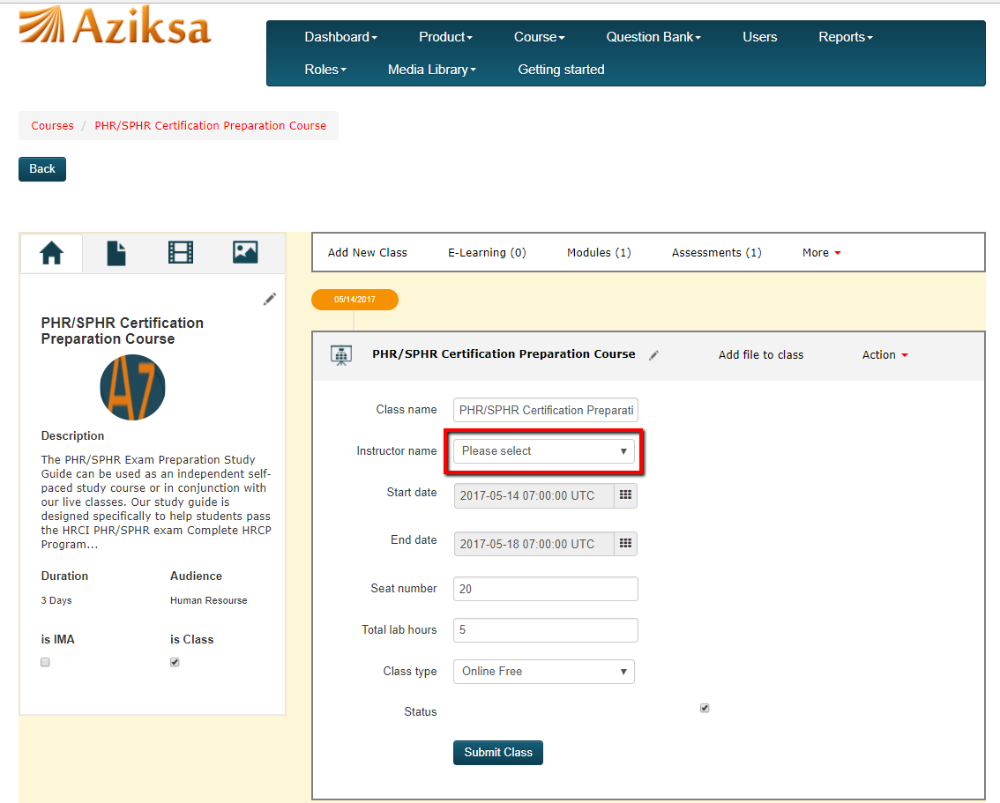 Aziksa
Dashboard Product Course Question Bank Users Reports
Roles Media Library Getting started
Courses / PHR/SPHR Certification Preparation Course
Back
PHR/SPHR Certification
Preparation Course
A7
Description
The PHR/SPHR Exam Preparation Study
Guide can be used as an independent self-
paced study course or in conjunction with
our live classes. Our study guide is
designed specifically to help students pass
the HRCI PHR/SPHR exam Complete HRCP
Program...
Duration Audience
3 Days Human Resourse
is IMA is Class
Add New Class E-Learning (0) Modules (1) Assessments (1) More
05/14/2017
PHR/SPHR Certification Preparation Course Add file to class Action
Class name PHR/SPHR Certification Preparati
Instructor name Please select
Start date 2017-05-14 07:00:00 UTC
End date 2017-05-18 07:00:00 UTC
Seat number 20
Total lab hours 5
Class type Online Free
Status
Submit Class